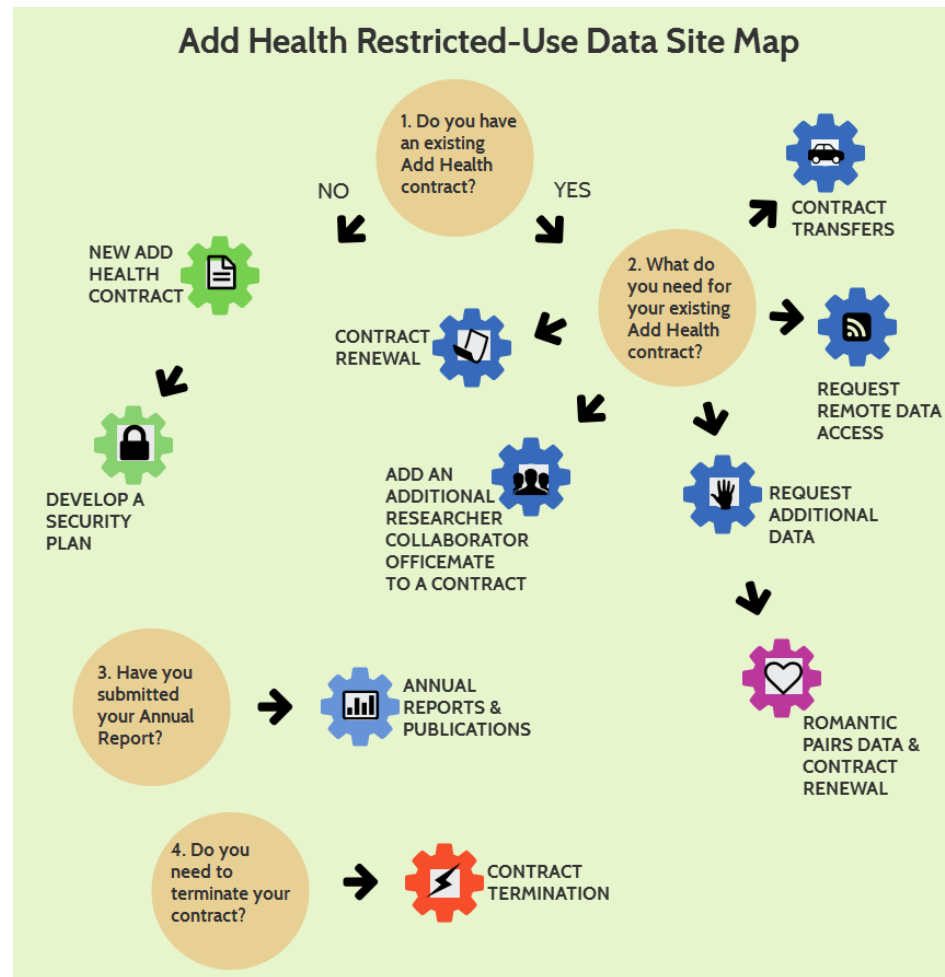 Add Health Restricted-Use Data Site Map
1. Do you have
an existing
Add Health
contract?
NO
YES
CONTRACT
TRANSFERS
NEW ADD
HEALTH
CONTRACT
2. What do
you need for
your existing
Add Health
contract?
CONTRACT
RENEWAL
REQUEST
REMOTE DATA
ACCESS
DEVELOP A
SECURITY
PLAN
ADD AN
ADDITIONAL
RESEARCHER
COLLABORATOR
OFFICEMATE
TO A CONTRACT
REQUEST
ADDITIONAL
DATA
ROMANTIC
PAIRS DATA &
CONTRACT
RENEWAL
3. Have you
submitted
your Annual
Report?
ANNUAL
REPORTS &
PUBLICATIONS
4. Do you
need to
terminate your
contract?
CONTRACT
TERMINATION